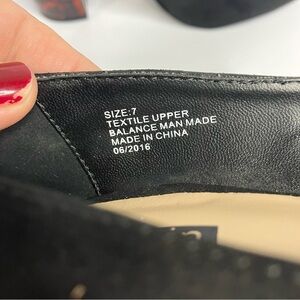 SIZE:7
TEXTILE UPPER
BALANCE MAN MADE
MADE IN CHINA
06/2016